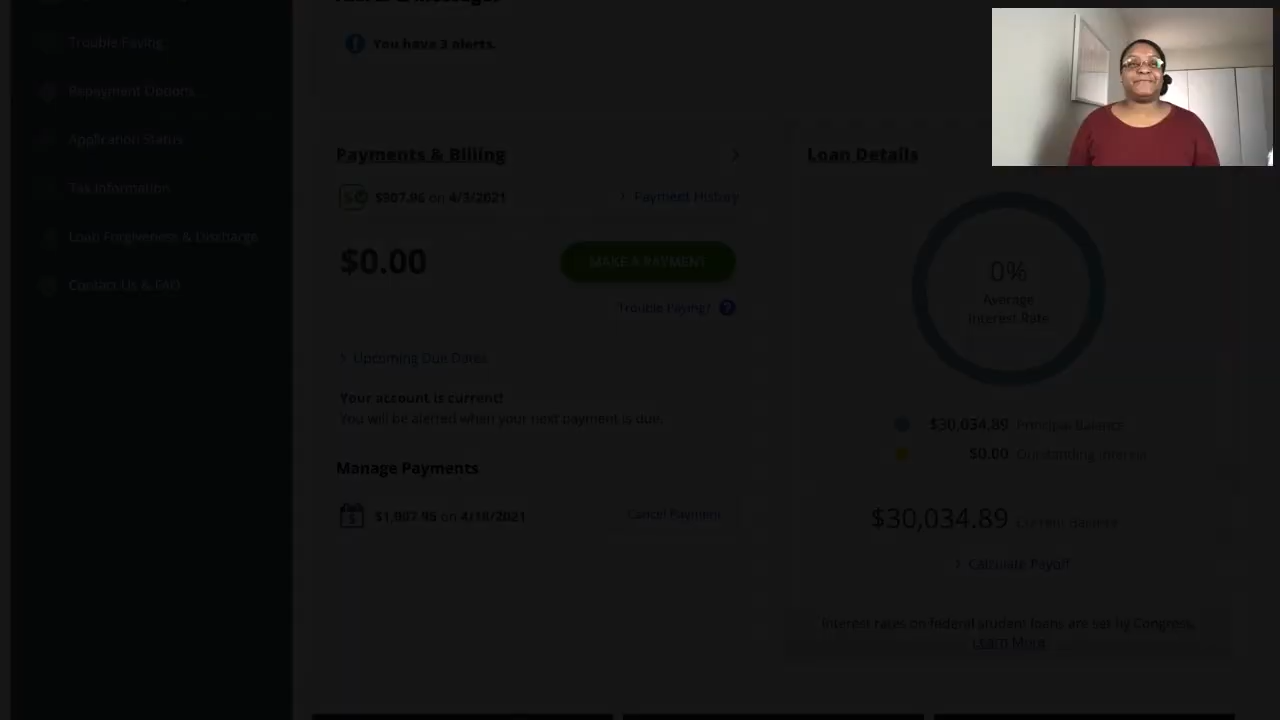 Trouble Paying
Repayment Options
Application Status
Tax Information
Loan Forgiveness & Discharge
Contact Us & FAQ
You have 3 alerts.
Payments & Billing
$907.96 on 4/3/2021
Payment History
$0.00
MAKE A PAYMENT
Trouble Paying? ?
Upcoming Due Dates
Your account is current!
You will be alerted when your next payment is due.
Manage Payments
$1,907.96 on 4/18/2021
Cancel Payment
Loan Details
0%
Average
Interest Rate
$30,034.89 Principal Balance
$0.00 Outstanding Interest
$30,034.89 Current Balance
Calculate Payoff
Interest rates on federal student loans are set by Congress.
Learn More